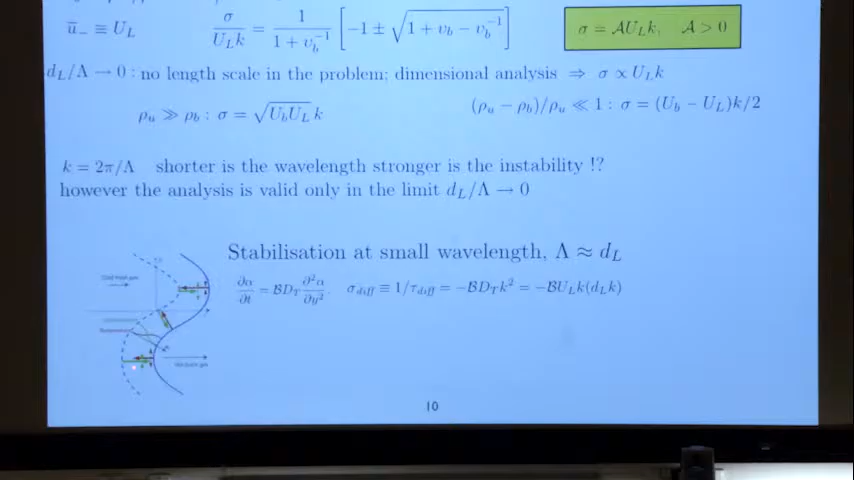 ū₋ ≡ U_L
σ/(U_L k) = 1/(1 + υ_b⁻¹) [−1 ± √(1 + υ_b − υ_b⁻¹)]
σ = 𝒜U_L k, 𝒜 > 0
d_L/Λ → 0 : no length scale in the problem; dimensional analysis ⇒ σ ∝ U_L k
ρ_u ≫ ρ_b : σ = √(U_b U_L) k
(ρ_u − ρ_b)/ρ_u ≪ 1 : σ = (U_b − U_L)k/2
k = 2π/Λ shorter is the wavelength stronger is the instability !?
however the analysis is valid only in the limit d_L/Λ → 0
Stabilisation at small wavelength, Λ ≈ d_L
∂α/∂t = ℬD_T ∂²α/∂y² σ_diff ≡ 1/τ_diff = −ℬD_T k² = −ℬU_L k(d_L k)
10